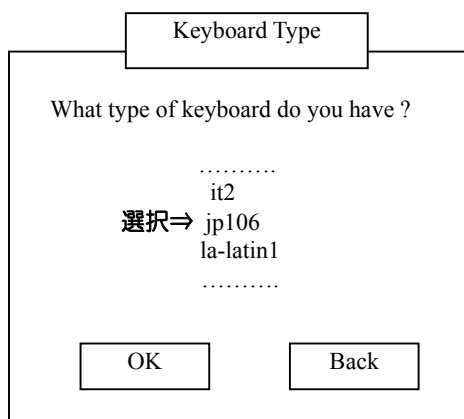 Keyboard Type
What type of keyboard do you have ?
..........
it2
選択⇒ jp106
la-latin1
..........
OK Back